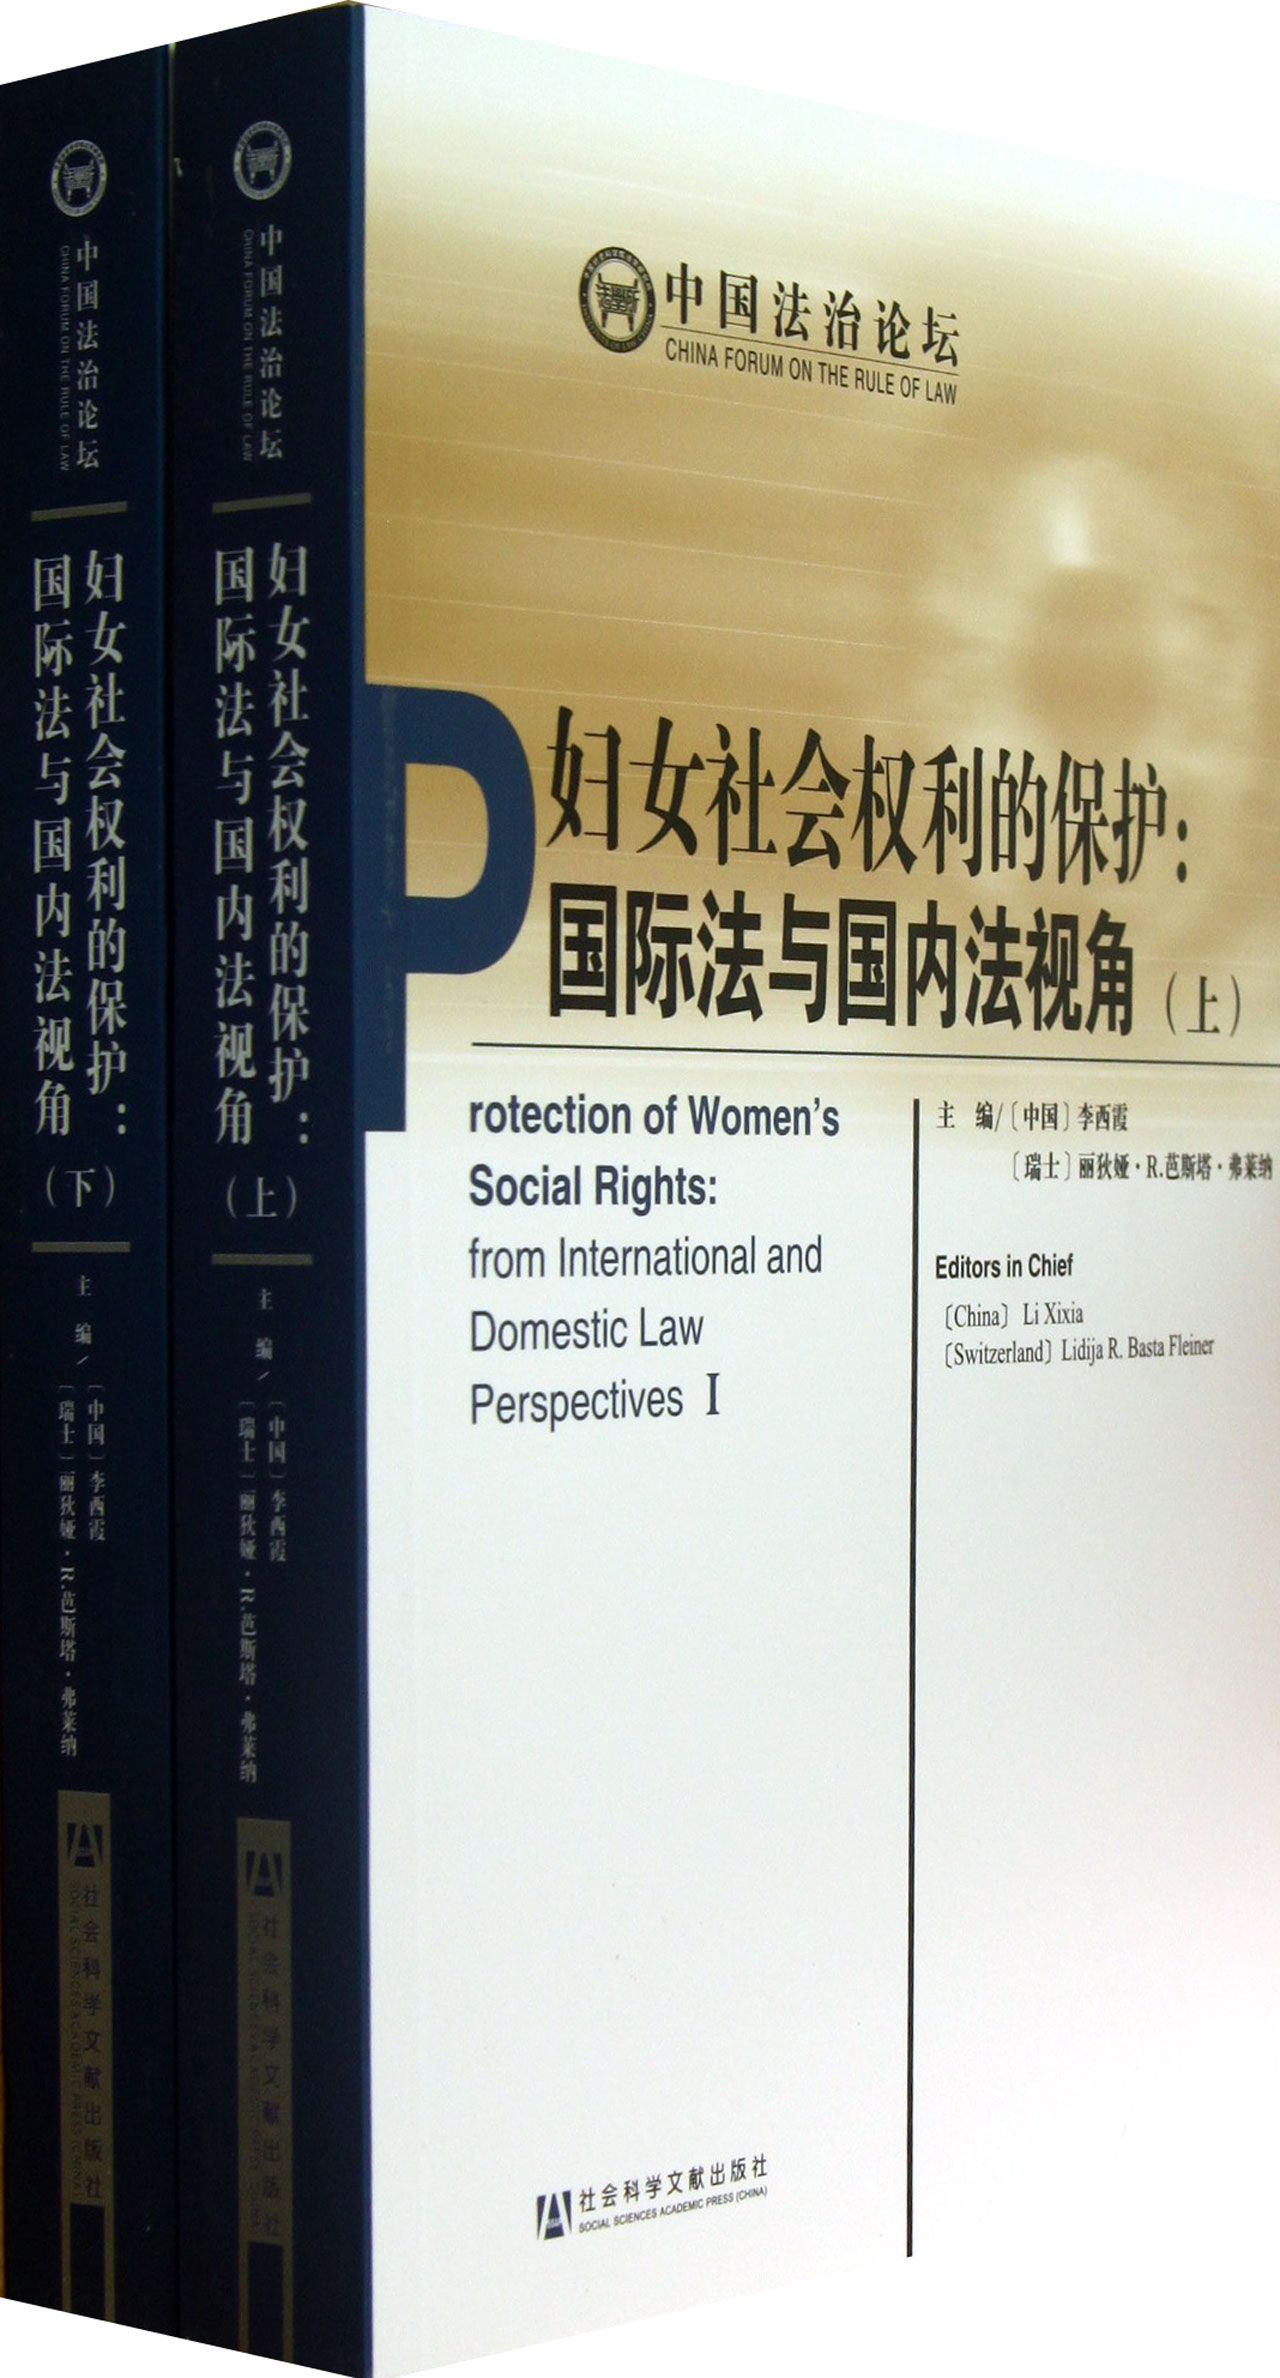 中国法治论坛
CHINA FORUM ON THE RULE OF LAW
妇女社会权利的保护：
国际法与国内法视角
（下）
主 编/〔中国〕李西霞
〔瑞士〕丽狄娅·R.芭斯塔·弗莱纳
社会科学文献出版社
SOCIAL SCIENCES ACADEMIC PRESS (CHINA)
中国法治论坛
CHINA FORUM ON THE RULE OF LAW
妇女社会权利的保护：
国际法与国内法视角
（上）
主 编/〔中国〕李西霞
〔瑞士〕丽狄娅·R.芭斯塔·弗莱纳
社会科学文献出版社
中国法治论坛
CHINA FORUM ON THE RULE OF LAW
妇女社会权利的保护：
国际法与国内法视角（上）
Protection of Women's
Social Rights:
from International and
Domestic Law
Perspectives I
主 编/〔中国〕李西霞
〔瑞士〕丽狄娅·R.芭斯塔·弗莱纳
Editors in Chief
〔China〕 Li Xixia
〔Switzerland〕 Lidija R. Basta Fleiner
社会科学文献出版社
SOCIAL SCIENCES ACADEMIC PRESS (CHINA)